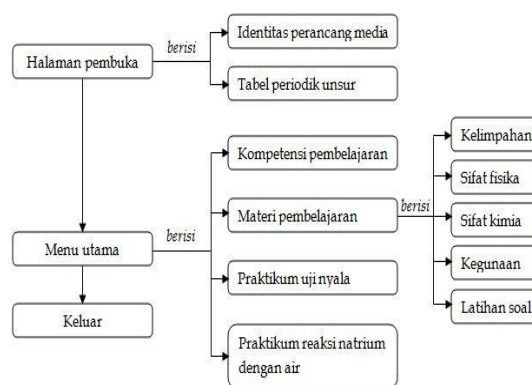 berisi
Identitas perancang media
Halaman pembuka
Tabel periodik unsur
Kelimpahan
Kompetensi pembelajaran
Sifat fisika
berisi
Materi pembelajaran
Sifat kimia
berisi
Menu utama
Kegunaan
Praktikum uji nyala
Latihan soal
Keluar
Praktikum reaksi natrium
dengan air